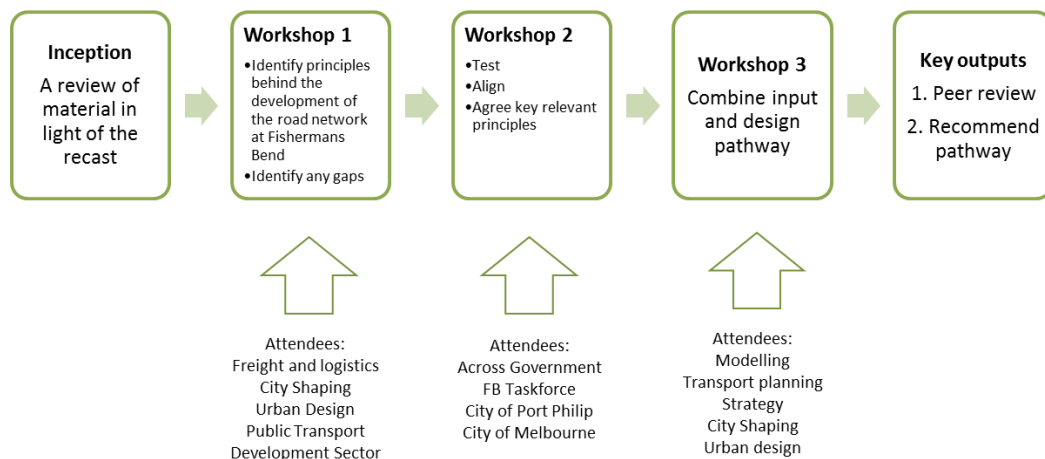 Inception
A review of
material in
light of the
recast
Workshop 1
•Identify principles
behind the
development of
the road network
at Fishermans
Bend
•Identify any gaps
Workshop 2
•Test
•Align
•Agree key relevant
principles
Workshop 3
Combine input
and design
pathway
Key outputs
1. Peer review
2. Recommend
pathway
Attendees:
Freight and logistics
City Shaping
Urban Design
Public Transport
Development Sector
Attendees:
Across Government
FB Taskforce
City of Port Philip
City of Melbourne
Attendees:
Modelling
Transport planning
Strategy
City Shaping
Urban design